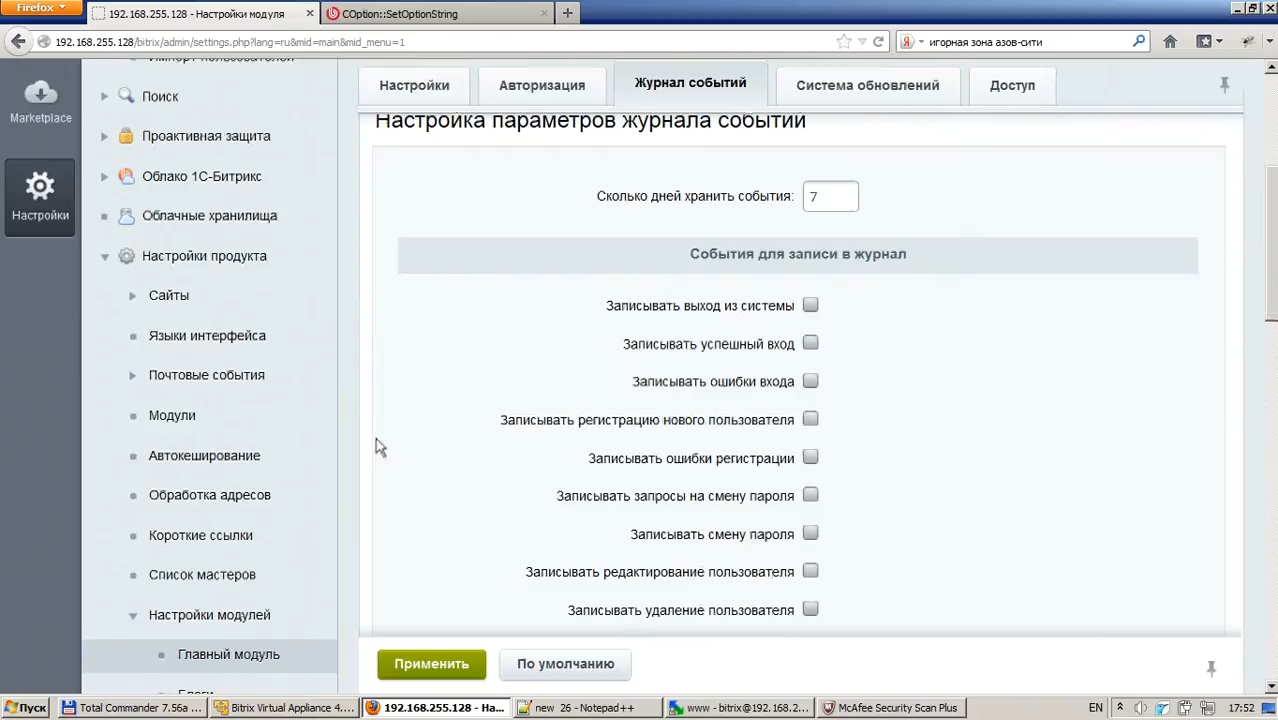 Firefox
192.168.255.128 - Настройки модуля
COption::SetOptionString
192.168.255.128/bitrix/admin/settings.php?lang=ru&mid=main&mid_menu=1
игорная зона азов-сити
Marketplace
Настройки
Импорт пользователей
Поиск
Проактивная защита
Облако 1С-Битрикс
Облачные хранилища
Настройки продукта
Сайты
Языки интерфейса
Почтовые события
Модули
Автокеширование
Обработка адресов
Короткие ссылки
Список мастеров
Настройки модулей
Главный модуль
Блоги
Настройки
Авторизация
Журнал событий
Система обновлений
Доступ
Настройка параметров журнала событий
Сколько дней хранить события: 7
События для записи в журнал
Записывать выход из системы
Записывать успешный вход
Записывать ошибки входа
Записывать регистрацию нового пользователя
Записывать ошибки регистрации
Записывать запросы на смену пароля
Записывать смену пароля
Записывать редактирование пользователя
Записывать удаление пользователя
Применить
По умолчанию
Пуск
Total Commander 7.56a ...
Bitrix Virtual Appliance 4....
192.168.255.128 - На...
new 26 - Notepad++
www - bitrix@192.168.2...
McAfee Security Scan Plus
EN
17:52